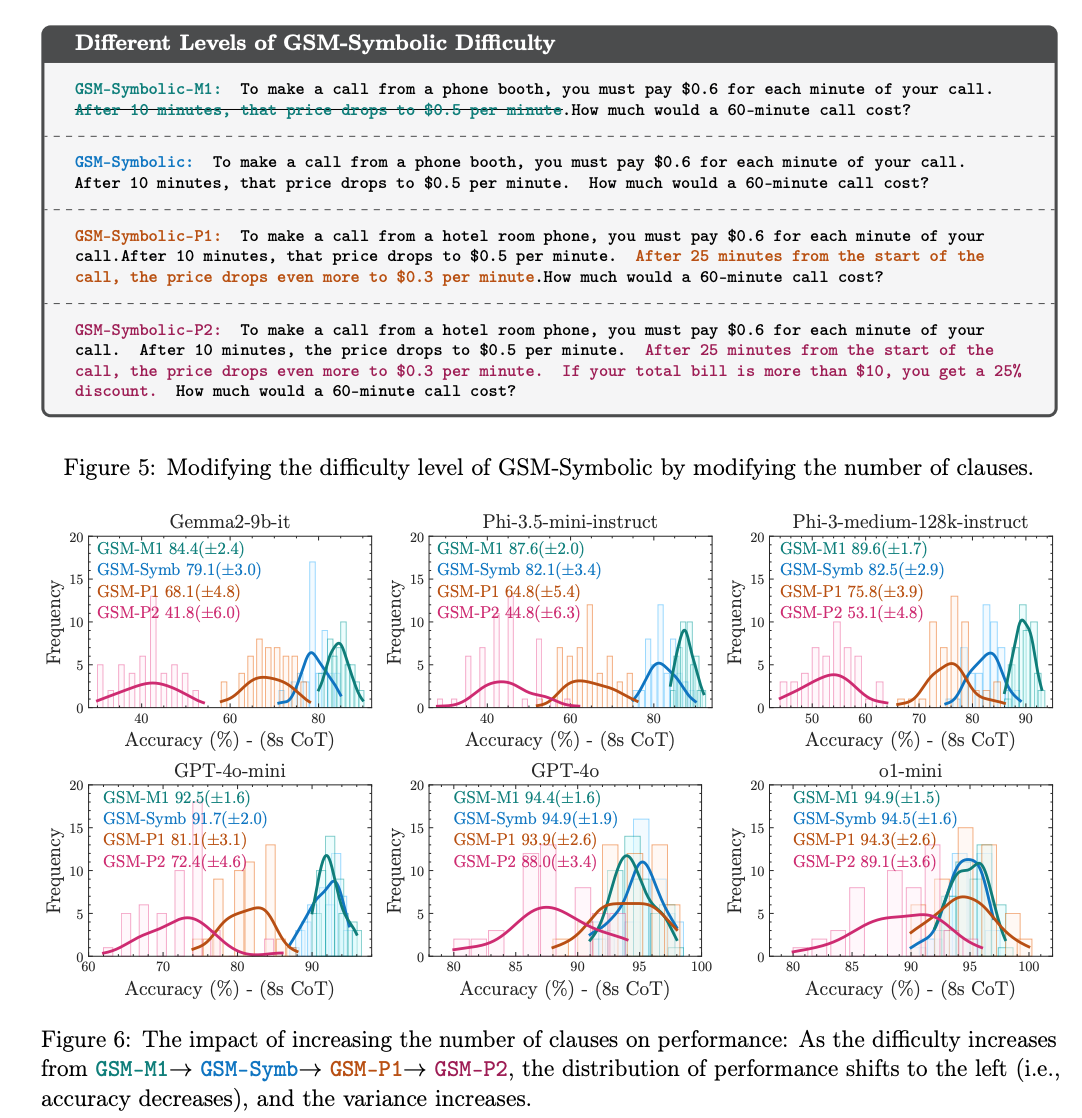 Different Levels of GSM-Symbolic Difficulty
GSM-Symbolic-M1: To make a call from a phone booth, you must pay $0.6 for each minute of your call.
After 10 minutes, that price drops to $0.5 per minute.How much would a 60-minute call cost?
GSM-Symbolic: To make a call from a phone booth, you must pay $0.6 for each minute of your call.
After 10 minutes, that price drops to $0.5 per minute. How much would a 60-minute call cost?
GSM-Symbolic-P1: To make a call from a hotel room phone, you must pay $0.6 for each minute of your
call.After 10 minutes, that price drops to $0.5 per minute. After 25 minutes from the start of the
call, the price drops even more to $0.3 per minute.How much would a 60-minute call cost?
GSM-Symbolic-P2: To make a call from a hotel room phone, you must pay $0.6 for each minute of your
call. After 10 minutes, the price drops to $0.5 per minute. After 25 minutes from the start of the
call, the price drops even more to $0.3 per minute. If your total bill is more than $10, you get a 25%
discount. How much would a 60-minute call cost?
Figure 5: Modifying the difficulty level of GSM-Symbolic by modifying the number of clauses.
Gemma2-9b-it
GSM-M1 84.4(±2.4)
GSM-Symb 79.1(±3.0)
GSM-P1 68.1(±4.8)
GSM-P2 41.8(±6.0)
Frequency
20
15
10
5
0
40 60 80
Accuracy (%) - (8s CoT)
Phi-3.5-mini-instruct
GSM-M1 87.6(±2.0)
GSM-Symb 82.1(±3.4)
GSM-P1 64.8(±5.4)
GSM-P2 44.8(±6.3)
Frequency
20
15
10
5
0
40 60 80
Accuracy (%) - (8s CoT)
Phi-3-medium-128k-instruct
GSM-M1 89.6(±1.7)
GSM-Symb 82.5(±2.9)
GSM-P1 75.8(±3.9)
GSM-P2 53.1(±4.8)
Frequency
20
15
10
5
0
50 60 70 80 90
Accuracy (%) - (8s CoT)
GPT-4o-mini
GSM-M1 92.5(±1.6)
GSM-Symb 91.7(±2.0)
GSM-P1 81.1(±3.1)
GSM-P2 72.4(±4.6)
Frequency
20
15
10
5
0
60 70 80 90
Accuracy (%) - (8s CoT)
GPT-4o
GSM-M1 94.4(±1.6)
GSM-Symb 94.9(±1.9)
GSM-P1 93.9(±2.6)
GSM-P2 88.0(±3.4)
Frequency
20
15
10
5
0
80 85 90 95 100
Accuracy (%) - (8s CoT)
o1-mini
GSM-M1 94.9(±1.5)
GSM-Symb 94.5(±1.6)
GSM-P1 94.3(±2.6)
GSM-P2 89.1(±3.6)
Frequency
20
15
10
5
0
80 85 90 95 100
Accuracy (%) - (8s CoT)
Figure 6: The impact of increasing the number of clauses on performance: As the difficulty increases
from GSM-M1→ GSM-Symb→ GSM-P1→ GSM-P2, the distribution of performance shifts to the left (i.e.,
accuracy decreases), and the variance increases.